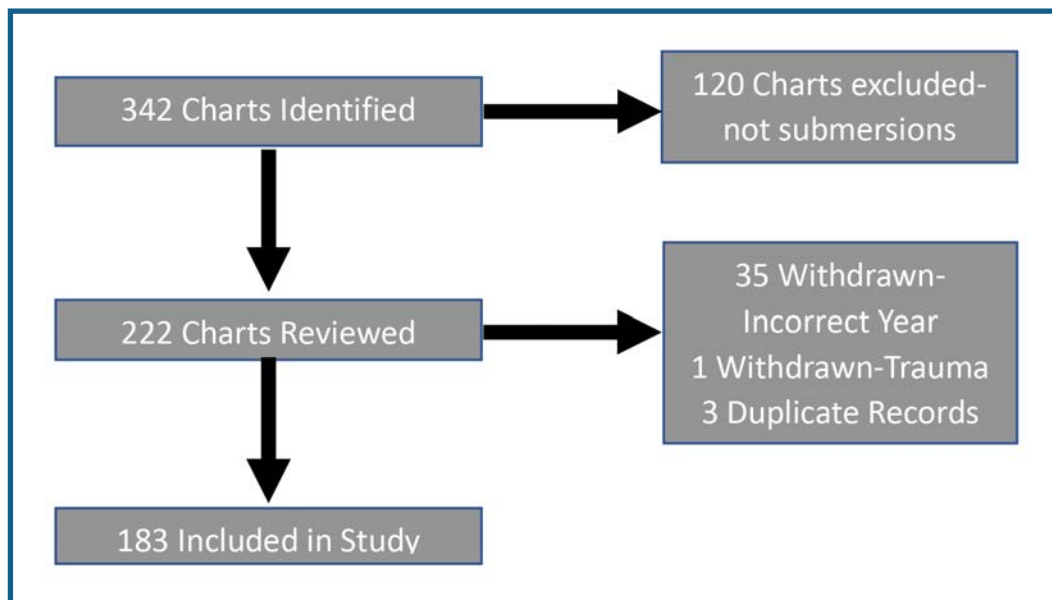 342 Charts Identified
120 Charts excluded-
not submersions
222 Charts Reviewed
35 Withdrawn-
Incorrect Year
1 Withdrawn-Trauma
3 Duplicate Records
183 Included in Study